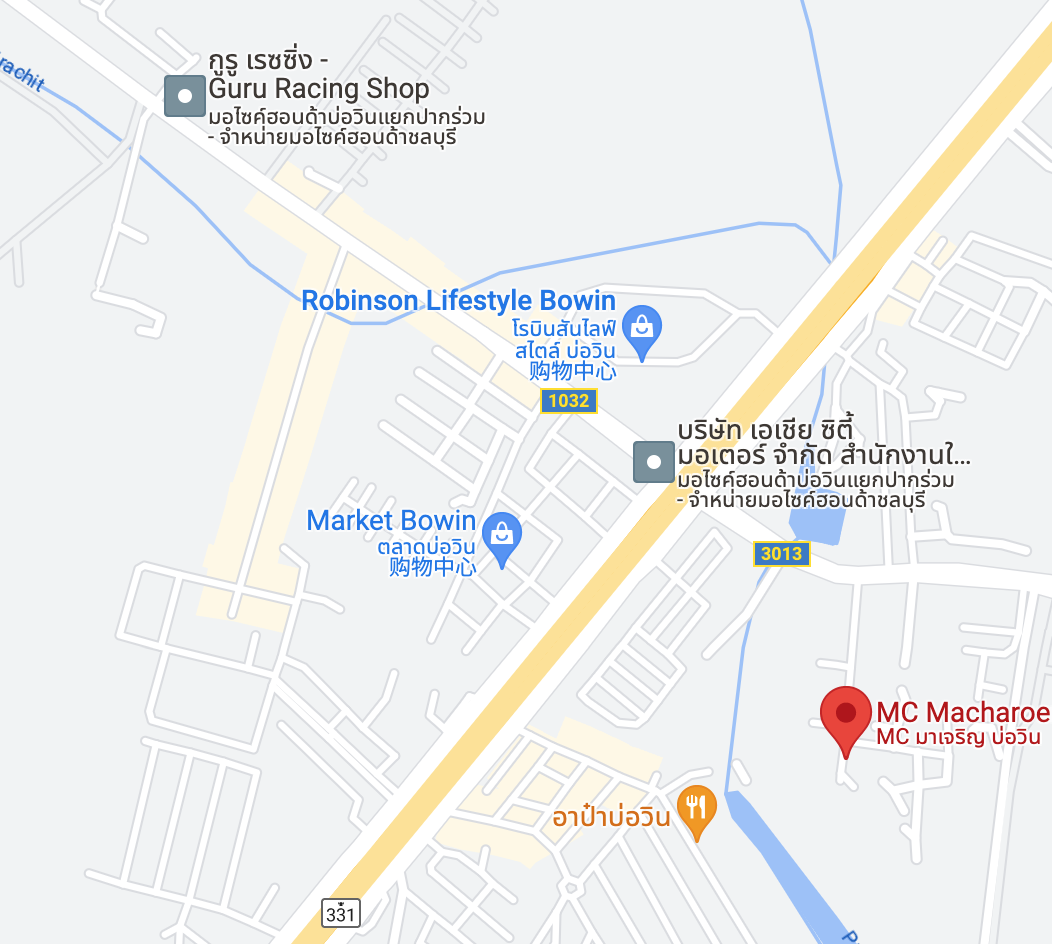 rachit
กูรู เรซซิ่ง -
Guru Racing Shop
มอไซค์ฮอนด้าบ่อวินแยกปากร่วม
- จำหน่ายมอไซค์ฮอนด้าชลบุรี
Robinson Lifestyle Bowin
โรบินสันไลฟ์
สไตล์ บ่อวิน
购物中心
1032
บริษัท เอเชีย ซิตี้
มอเตอร์ จำกัด สำนักงานใ...
มอไซค์ฮอนด้าบ่อวินแยกปากร่วม
- จำหน่ายมอไซค์ฮอนด้าชลบุรี
Market Bowin
ตลาดบ่อวิน
购物中心
3013
MC Macharoe
MC มาเจริญ บ่อวิน
อาป๋าบ่อวิน
331